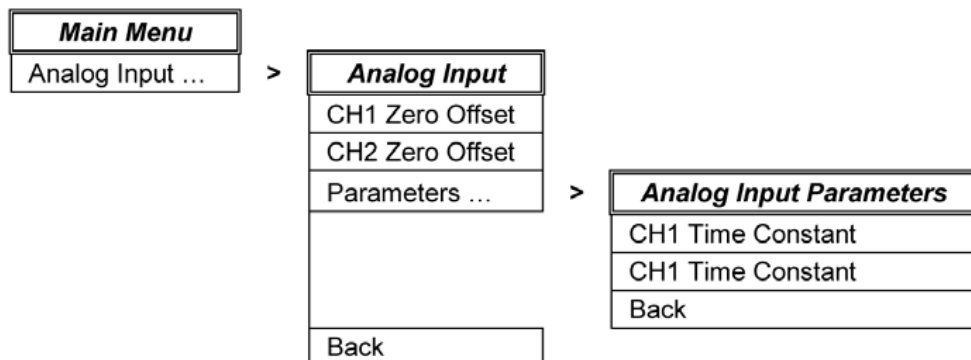 Main Menu
Analog Input ...
>
Analog Input
CH1 Zero Offset
CH2 Zero Offset
Parameters ...
>
Analog Input Parameters
CH1 Time Constant
CH1 Time Constant
Back
Back